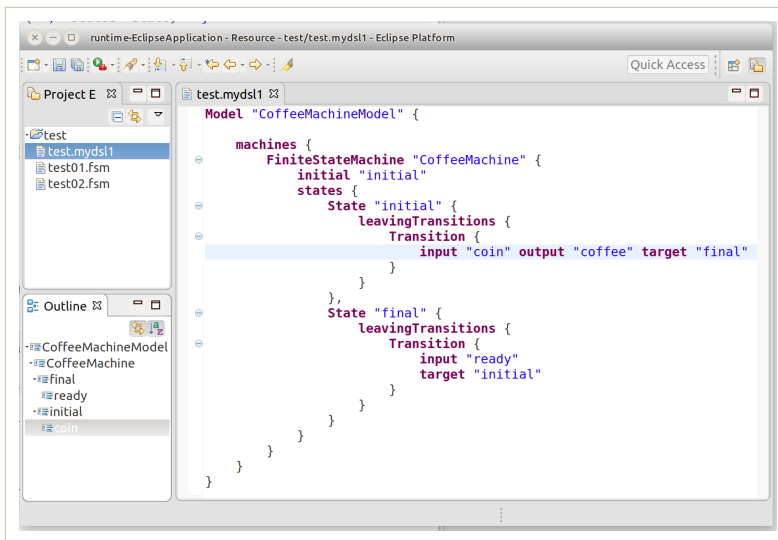 runtime-EclipseApplication - Resource - test/test.mydsl1 - Eclipse Platform
Quick Access
Project E
test
test.mydsl1
test01.fsm
test02.fsm
Outline
CoffeeMachineModel
CoffeeMachine
final
ready
initial
coin
test.mydsl1
Model "CoffeeMachineModel" {
machines {
FiniteStateMachine "CoffeeMachine" {
initial "initial"
states {
State "initial" {
leavingTransitions {
Transition {
input "coin" output "coffee" target "final"
}
}
},
State "final" {
leavingTransitions {
Transition {
input "ready"
target "initial"
}
}
}
}
}
}
}